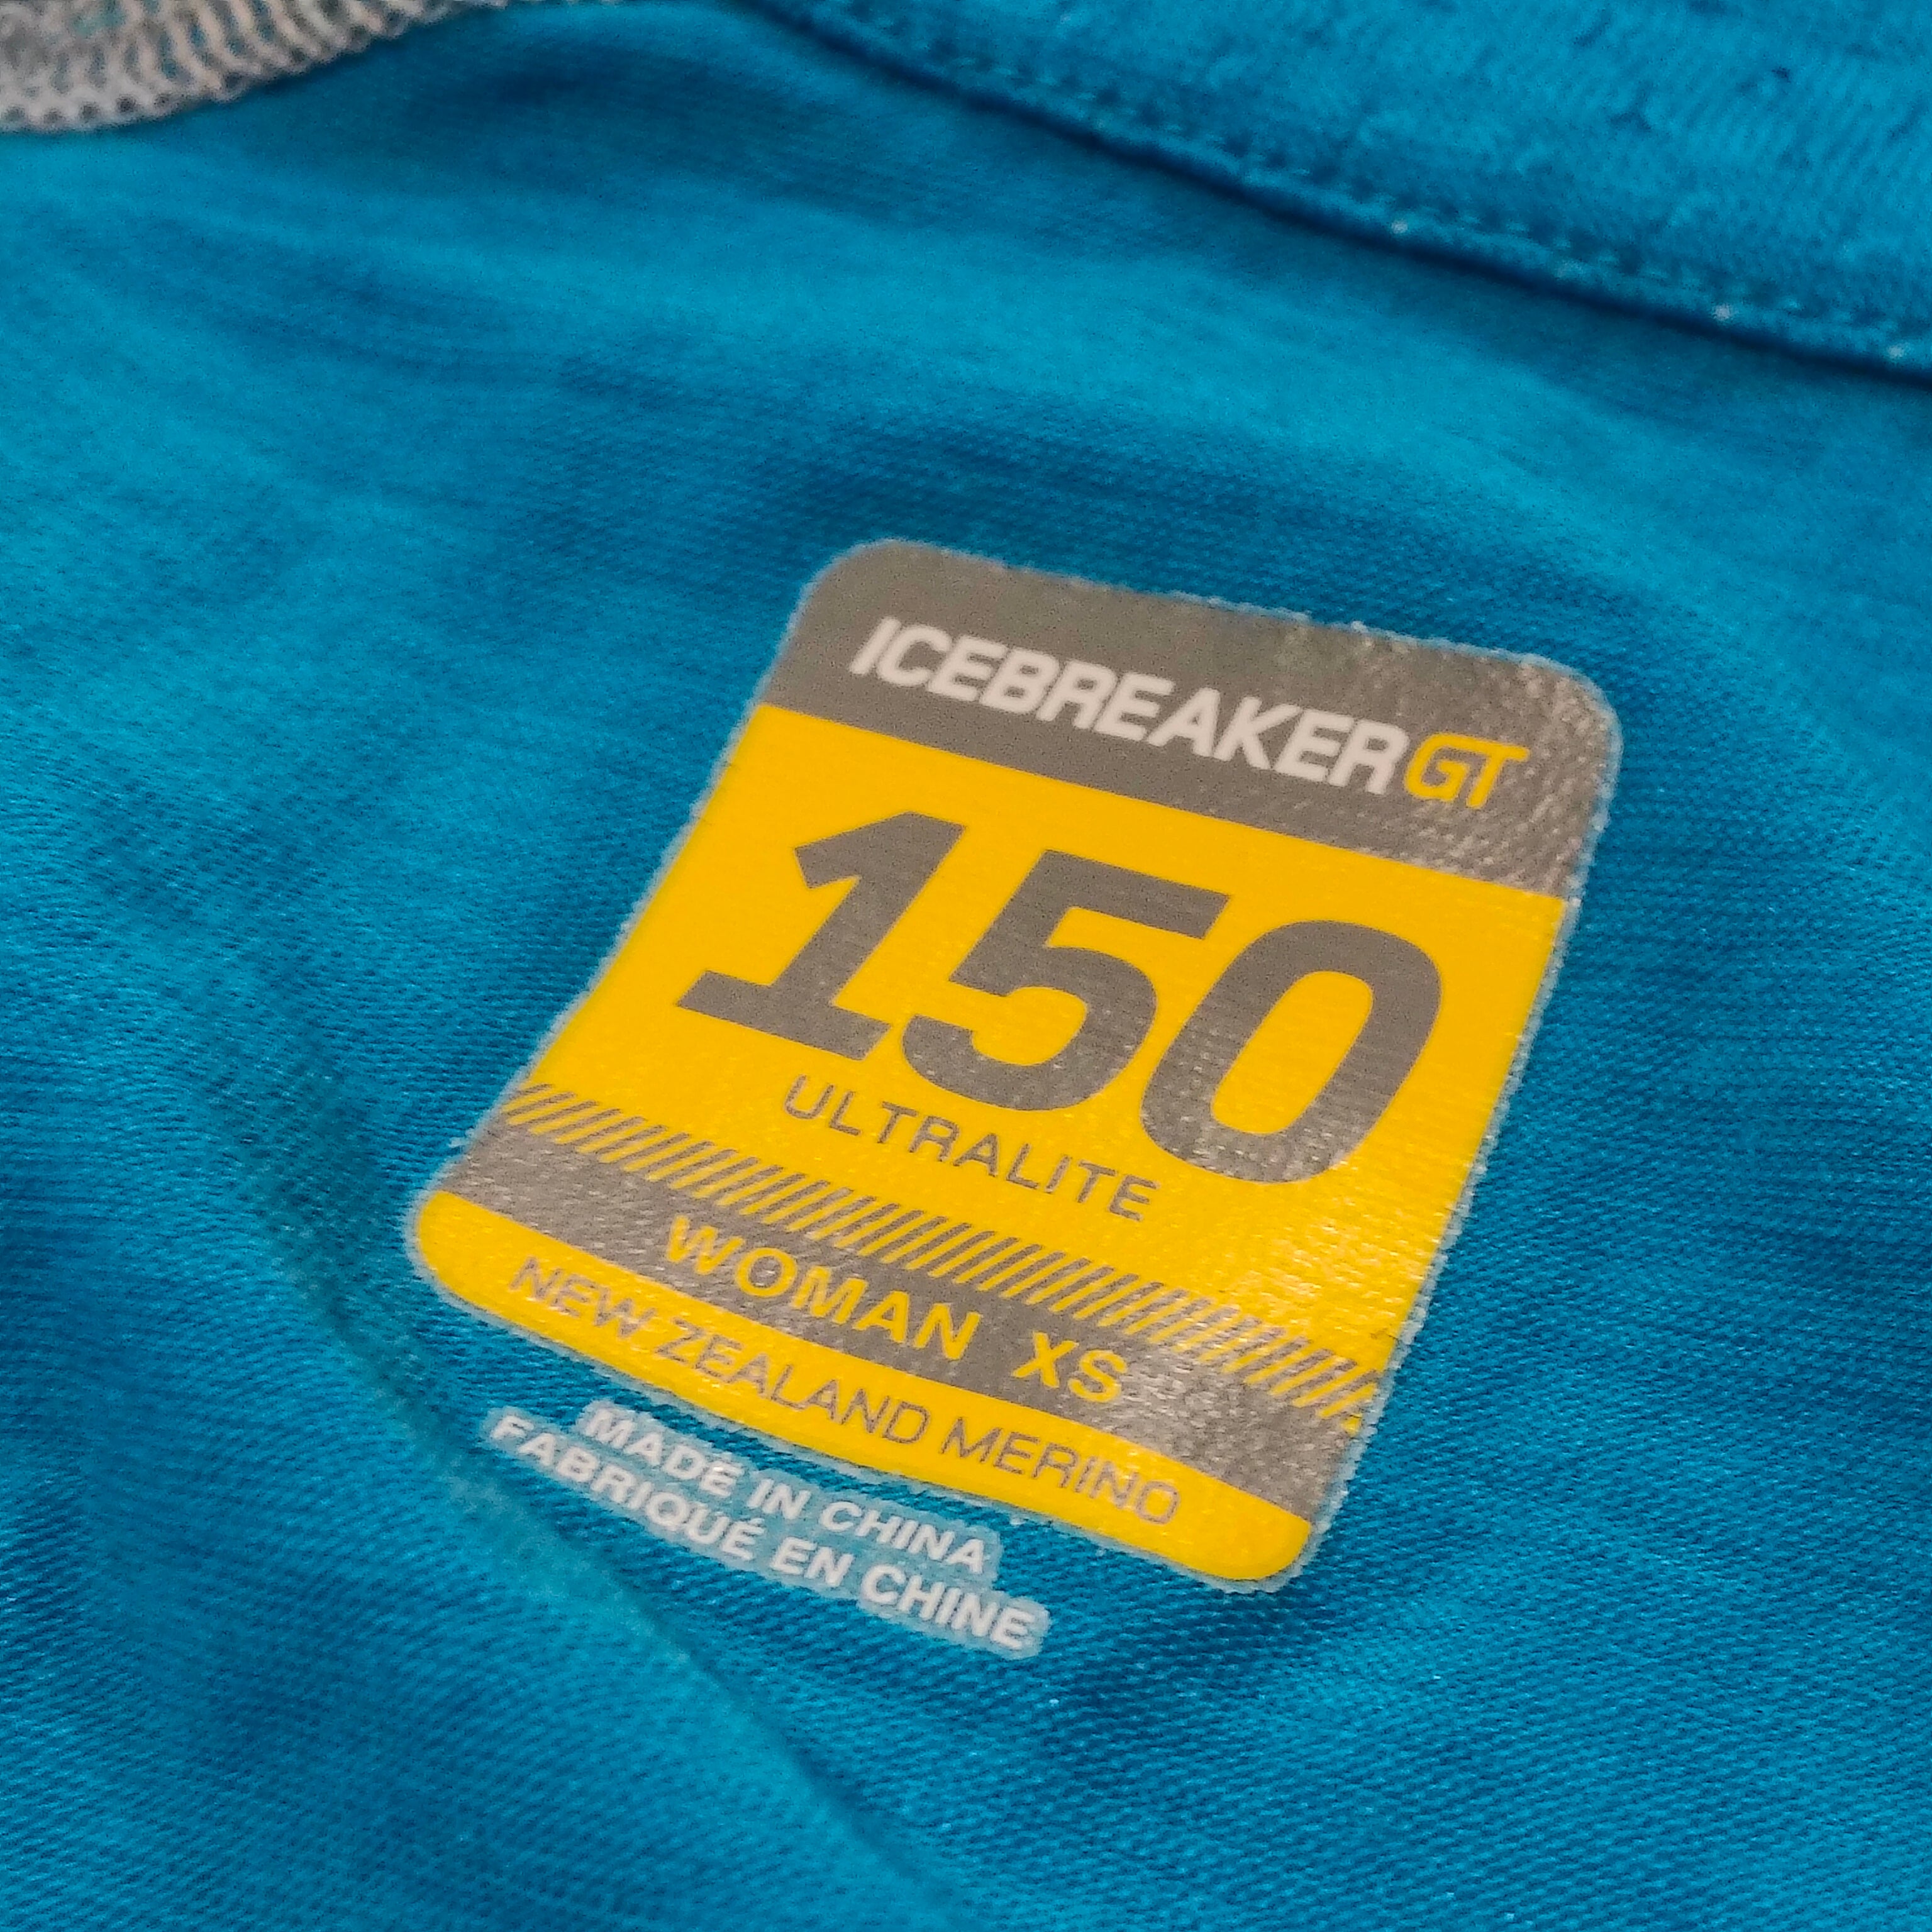 ICEBREAKER GT
150
ULTRALITE
WOMAN XS
NEW ZEALAND MERINO
MADE IN CHINA
FABRIQUÉ EN CHINE